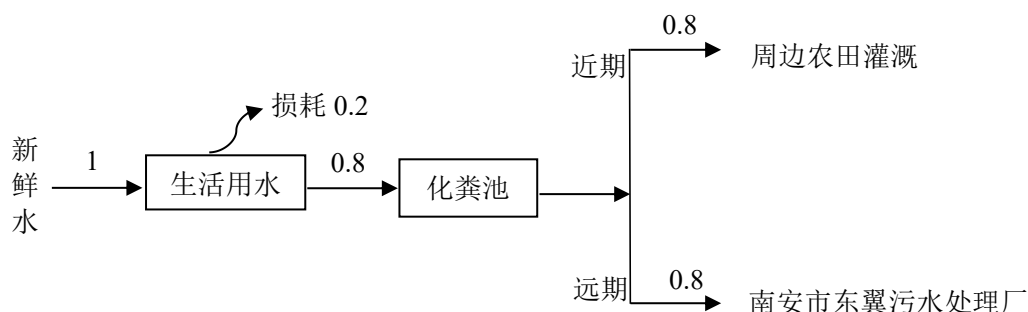 0.8
近期
周边农田灌溉
损耗 0.2
新鲜水
1
生活用水
0.8
化粪池
远期
0.8
南安市东翼污水处理厂